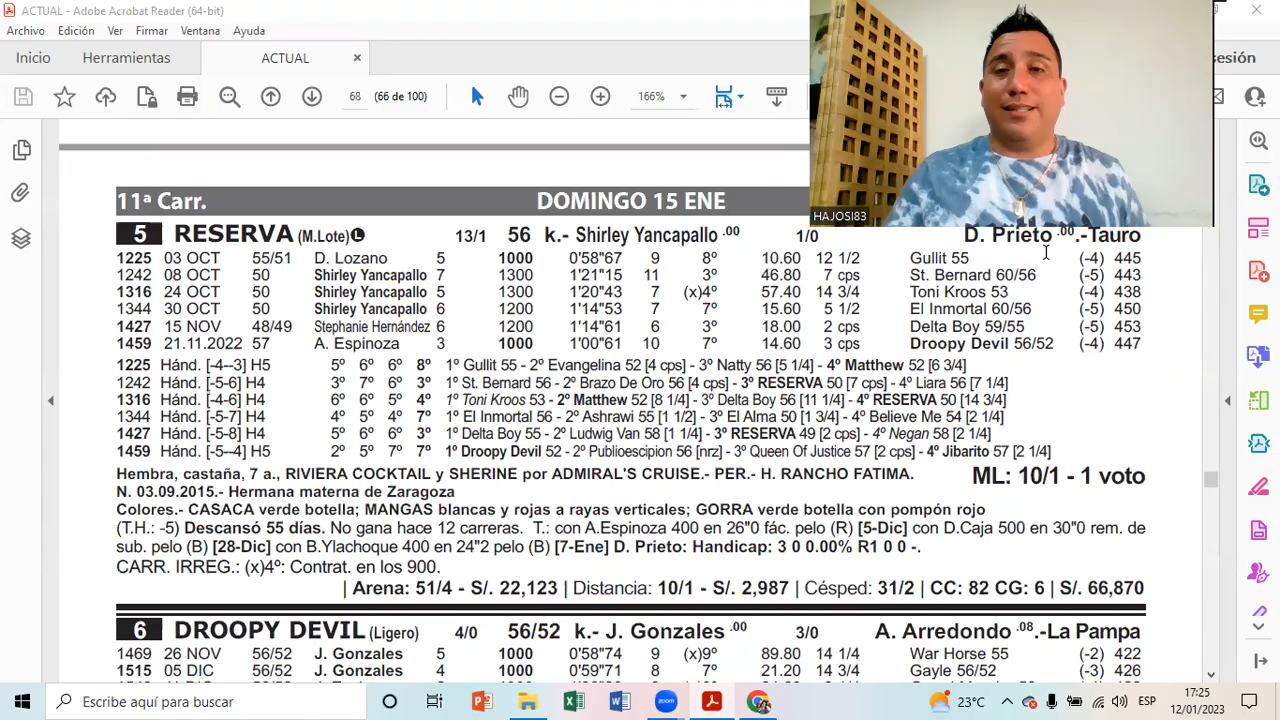 ACTUAL - Adobe Acrobat Reader (64-bit)
Archivo Edición Ver Firmar Ventana Ayuda
Inicio Herramientas ACTUAL × sesión
68 (66 de 100) 166%
HAJOSI83
11ª Carr. DOMINGO 15 ENE
5 RESERVA (M.Lote) L 13/1 56 k.- Shirley Yancapallo .00 1/0 D. Prieto .00.-Tauro
1225 03 OCT 55/51 D. Lozano 5 1000 0'58"67 9 8º 10.60 12 1/2 Gullit 55 (-4) 445
1242 08 OCT 50 Shirley Yancapallo 7 1300 1'21"15 11 3º 46.80 7 cps St. Bernard 60/56 (-5) 443
1316 24 OCT 50 Shirley Yancapallo 5 1300 1'20"43 7 (x)4º 57.40 14 3/4 Toni Kroos 53 (-4) 438
1344 30 OCT 50 Shirley Yancapallo 6 1200 1'14"53 7 7º 15.60 5 1/2 El Inmortal 60/56 (-5) 450
1427 15 NOV 48/49 Stephanie Hernández 6 1200 1'14"61 6 3º 18.00 2 cps Delta Boy 59/55 (-5) 453
1459 21.11.2022 57 A. Espinoza 3 1000 1'00"61 10 7º 14.60 3 cps Droopy Devil 56/52 (-4) 447
1225 Hánd. [-4--3] H5 5º 6º 6º 8º 1º Gullit 55 - 2º Evangelina 52 [4 cps] - 3º Natty 56 [5 1/4] - 4º Matthew 52 [6 3/4]
1242 Hánd. [-5-6] H4 3º 7º 6º 3º 1º St. Bernard 56 - 2º Brazo De Oro 56 [4 cps] - 3º RESERVA 50 [7 cps] - 4º Liara 56 [7 1/4]
1316 Hánd. [-4-6] H4 6º 6º 5º 4º 1º Toni Kroos 53 - 2º Matthew 52 [8 1/4] - 3º Delta Boy 56 [11 1/4] - 4º RESERVA 50 [14 3/4]
1344 Hánd. [-5-7] H4 4º 5º 4º 7º 1º El Inmortal 56 - 2º Ashrawi 55 [1 1/2] - 3º El Alma 50 [1 3/4] - 4º Believe Me 54 [2 1/4]
1427 Hánd. [-5-8] H4 5º 6º 6º 3º 1º Delta Boy 55 - 2º Ludwig Van 58 [1 1/4] - 3º RESERVA 49 [2 cps] - 4º Negan 58 [2 1/4]
1459 Hánd. [-5--4] H5 2º 5º 7º 7º 1º Droopy Devil 52 - 2º Publioescipion 56 [nrz] - 3º Queen Of Justice 57 [2 cps] - 4º Jibarito 57 [2 1/4]
Hembra, castaña, 7 a., RIVIERA COCKTAIL y SHERINE por ADMIRAL'S CRUISE.- PER.- H. RANCHO FATIMA. ML: 10/1 - 1 voto
N. 03.09.2015.- Hermana materna de Zaragoza
Colores.- CASACA verde botella; MANGAS blancas y rojas a rayas verticales; GORRA verde botella con pompón rojo
(T.H.: -5) Descansó 55 días. No gana hace 12 carreras. T.: con A.Espinoza 400 en 26"0 fác. pelo (R) [5-Dic] con D.Caja 500 en 30"0 rem. de
sub. pelo (B) [28-Dic] con B.Ylachoque 400 en 24"2 pelo (B) [7-Ene] D. Prieto: Handicap: 3 0 0.00% R1 0 0 -.
CARR. IRREG.: (x)4º: Contrat. en los 900.
| Arena: 51/4 - S/. 22,123 | Distancia: 10/1 - S/. 2,987 | Césped: 31/2 | CC: 82 CG: 6 | S/. 66,870
6 DROOPY DEVIL (Ligero) 4/0 56/52 k.- J. Gonzales .00 3/0 A. Arredondo .08.-La Pampa
1469 26 NOV 56/52 J. Gonzales 5 1000 0'58"74 9 (x)9º 89.80 14 1/4 War Horse 55 (-2) 422
1515 05 DIC 56/52 J. Gonzales 4 1000 0'59"71 8 7º 21.20 14 3/4 Gayle 56/52 (-3) 426
Escribe aquí para buscar
23°C ESP 17:25
12/01/2023